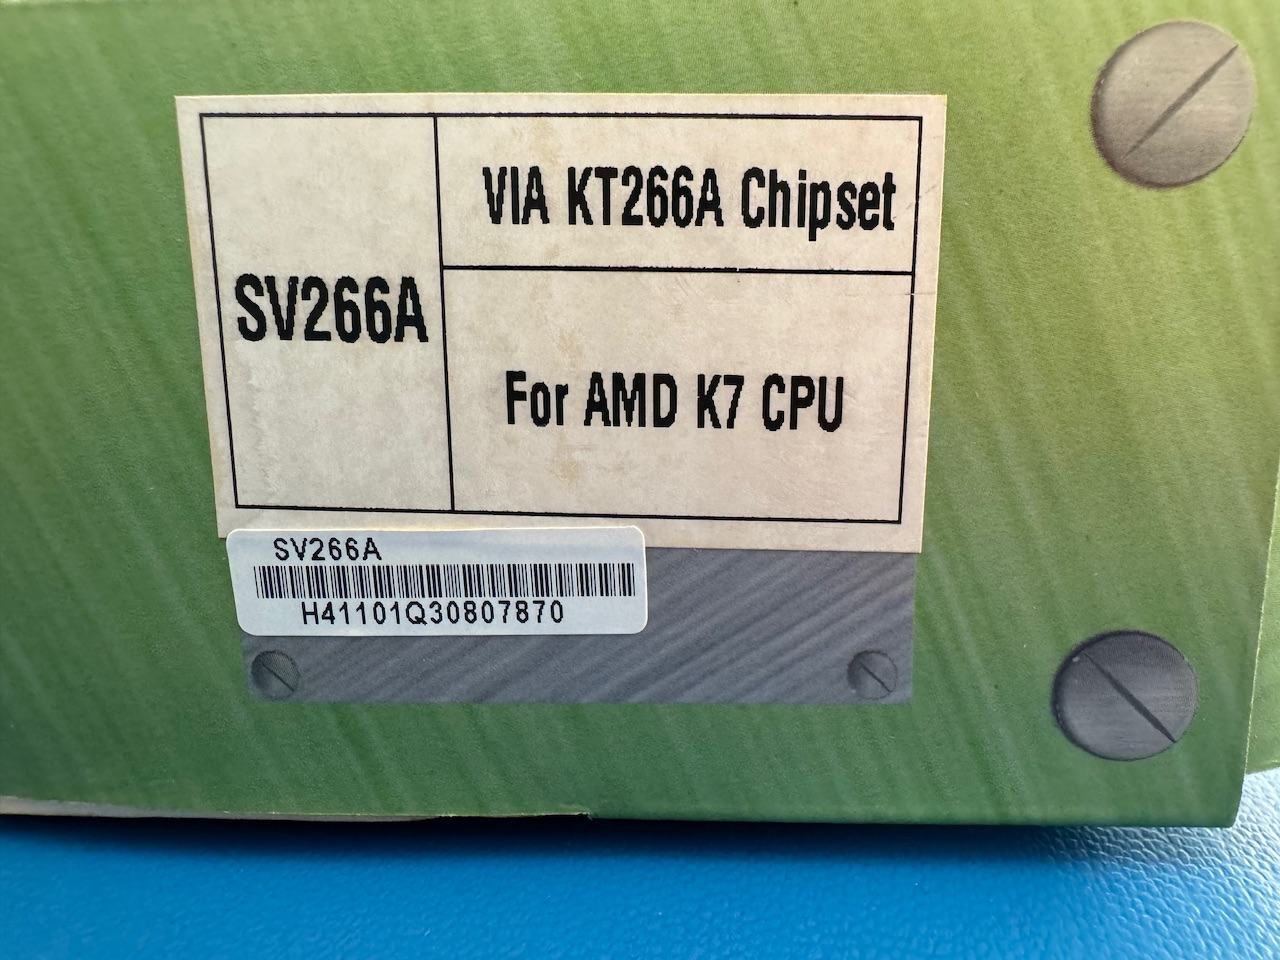 SV266A
VIA KT266A Chipset
For AMD K7 CPU
SV266A
H41101Q30807870